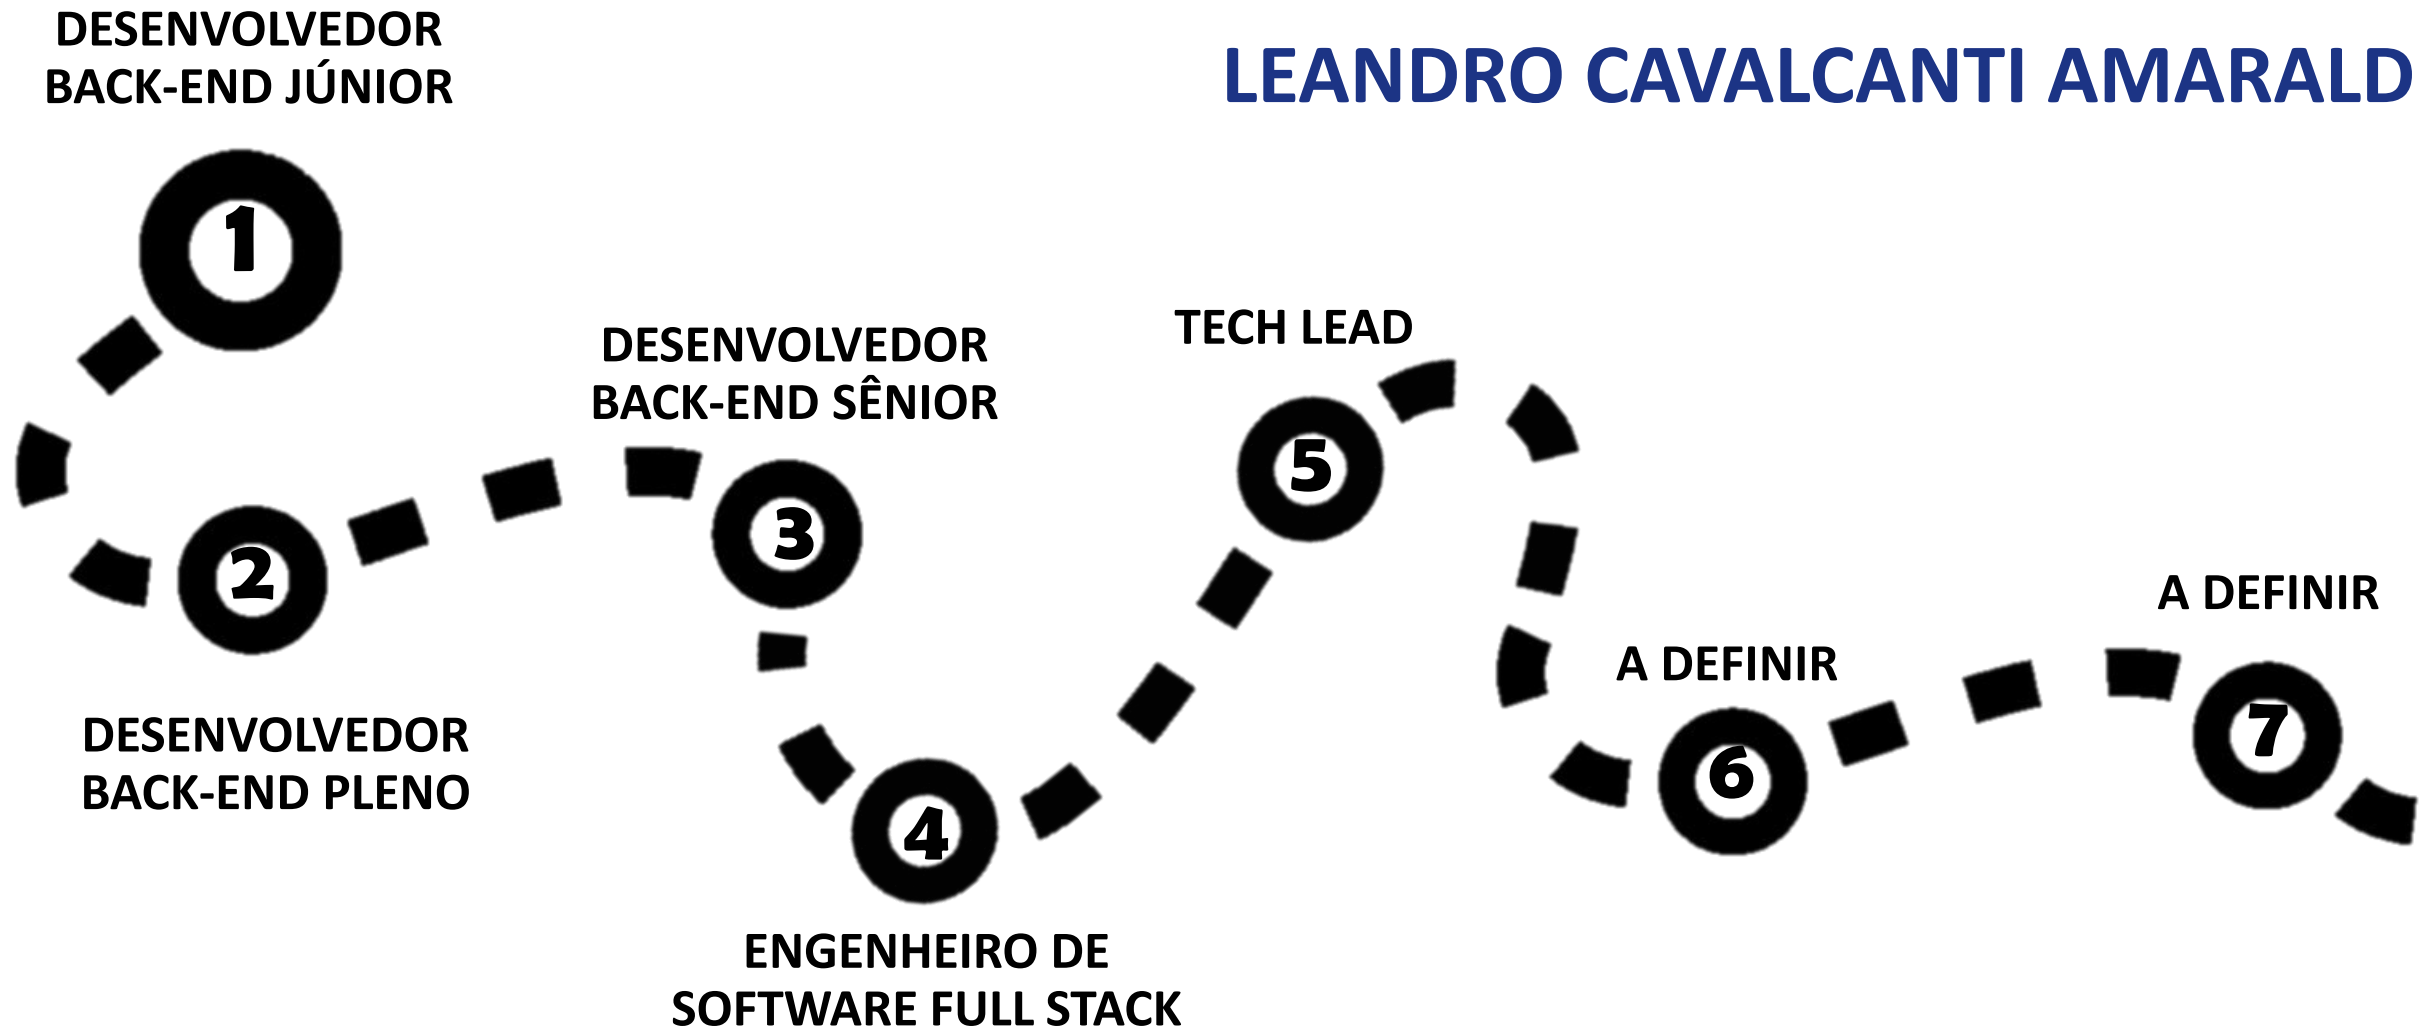 DESENVOLVEDOR
BACK-END JÚNIOR
LEANDRO CAVALCANTI AMARALD
1
2
DESENVOLVEDOR
BACK-END PLENO
DESENVOLVEDOR
BACK-END SÊNIOR
3
4
ENGENHEIRO DE
SOFTWARE FULL STACK
TECH LEAD
5
A DEFINIR
6
A DEFINIR
7